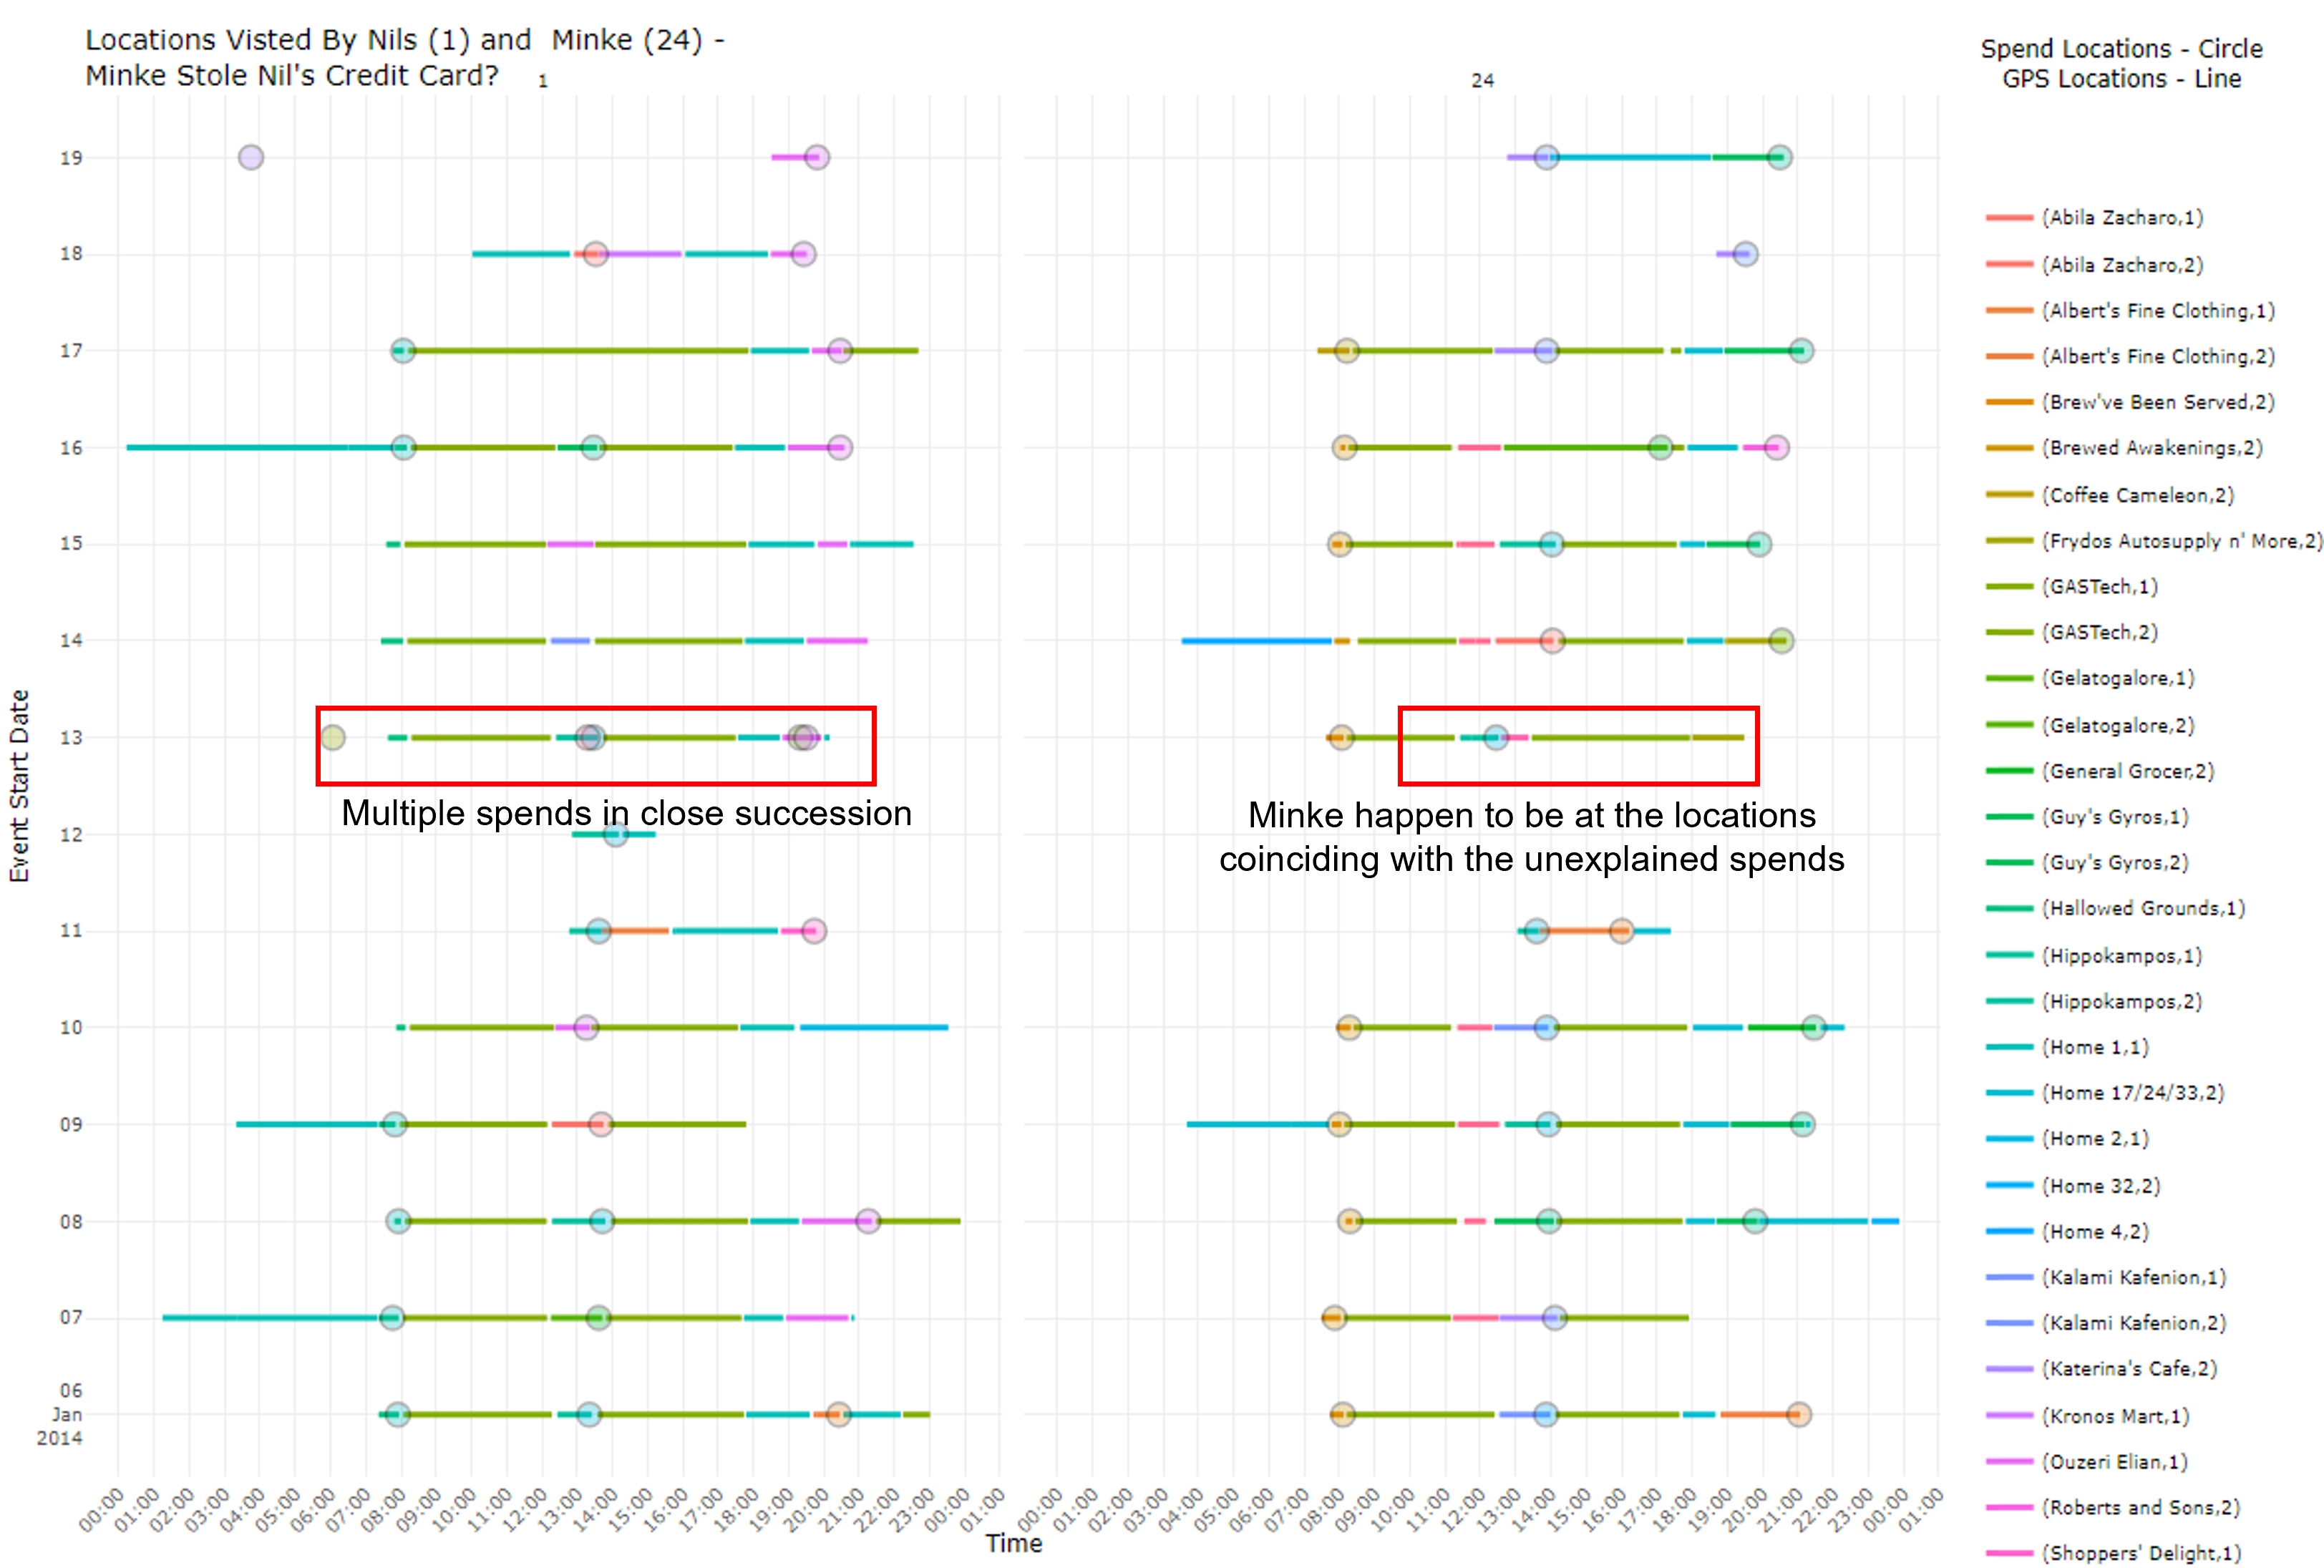 Locations Visted By Nils (1) and  Minke (24) -
Minke Stole Nil's Credit Card?
1
24
Spend Locations - Circle
GPS Locations - Line
Event Start Date
19
18
17
16
15
14
13
12
11
10
09
08
07
06
Jan
2014
Multiple spends in close succession
Minke happen to be at the locations
coinciding with the unexplained spends
00:00 01:00 02:00 03:00 04:00 05:00 06:00 07:00 08:00 09:00 10:00 11:00 12:00 13:00 14:00 15:00 16:00 17:00 18:00 19:00 20:00 21:00 22:00 23:00 00:00 01:00
00:00 01:00 02:00 03:00 04:00 05:00 06:00 07:00 08:00 09:00 10:00 11:00 12:00 13:00 14:00 15:00 16:00 17:00 18:00 19:00 20:00 21:00 22:00 23:00 00:00 01:00
Time
(Abila Zacharo,1)
(Abila Zacharo,2)
(Albert's Fine Clothing,1)
(Albert's Fine Clothing,2)
(Brew've Been Served,2)
(Brewed Awakenings,2)
(Coffee Cameleon,2)
(Frydos Autosupply n' More,2)
(GASTech,1)
(GASTech,2)
(Gelatogalore,1)
(Gelatogalore,2)
(General Grocer,2)
(Guy's Gyros,1)
(Guy's Gyros,2)
(Hallowed Grounds,1)
(Hippokampos,1)
(Hippokampos,2)
(Home 1,1)
(Home 17/24/33,2)
(Home 2,1)
(Home 32,2)
(Home 4,2)
(Kalami Kafenion,1)
(Kalami Kafenion,2)
(Katerina's Cafe,2)
(Kronos Mart,1)
(Ouzeri Elian,1)
(Roberts and Sons,2)
(Shoppers' Delight,1)